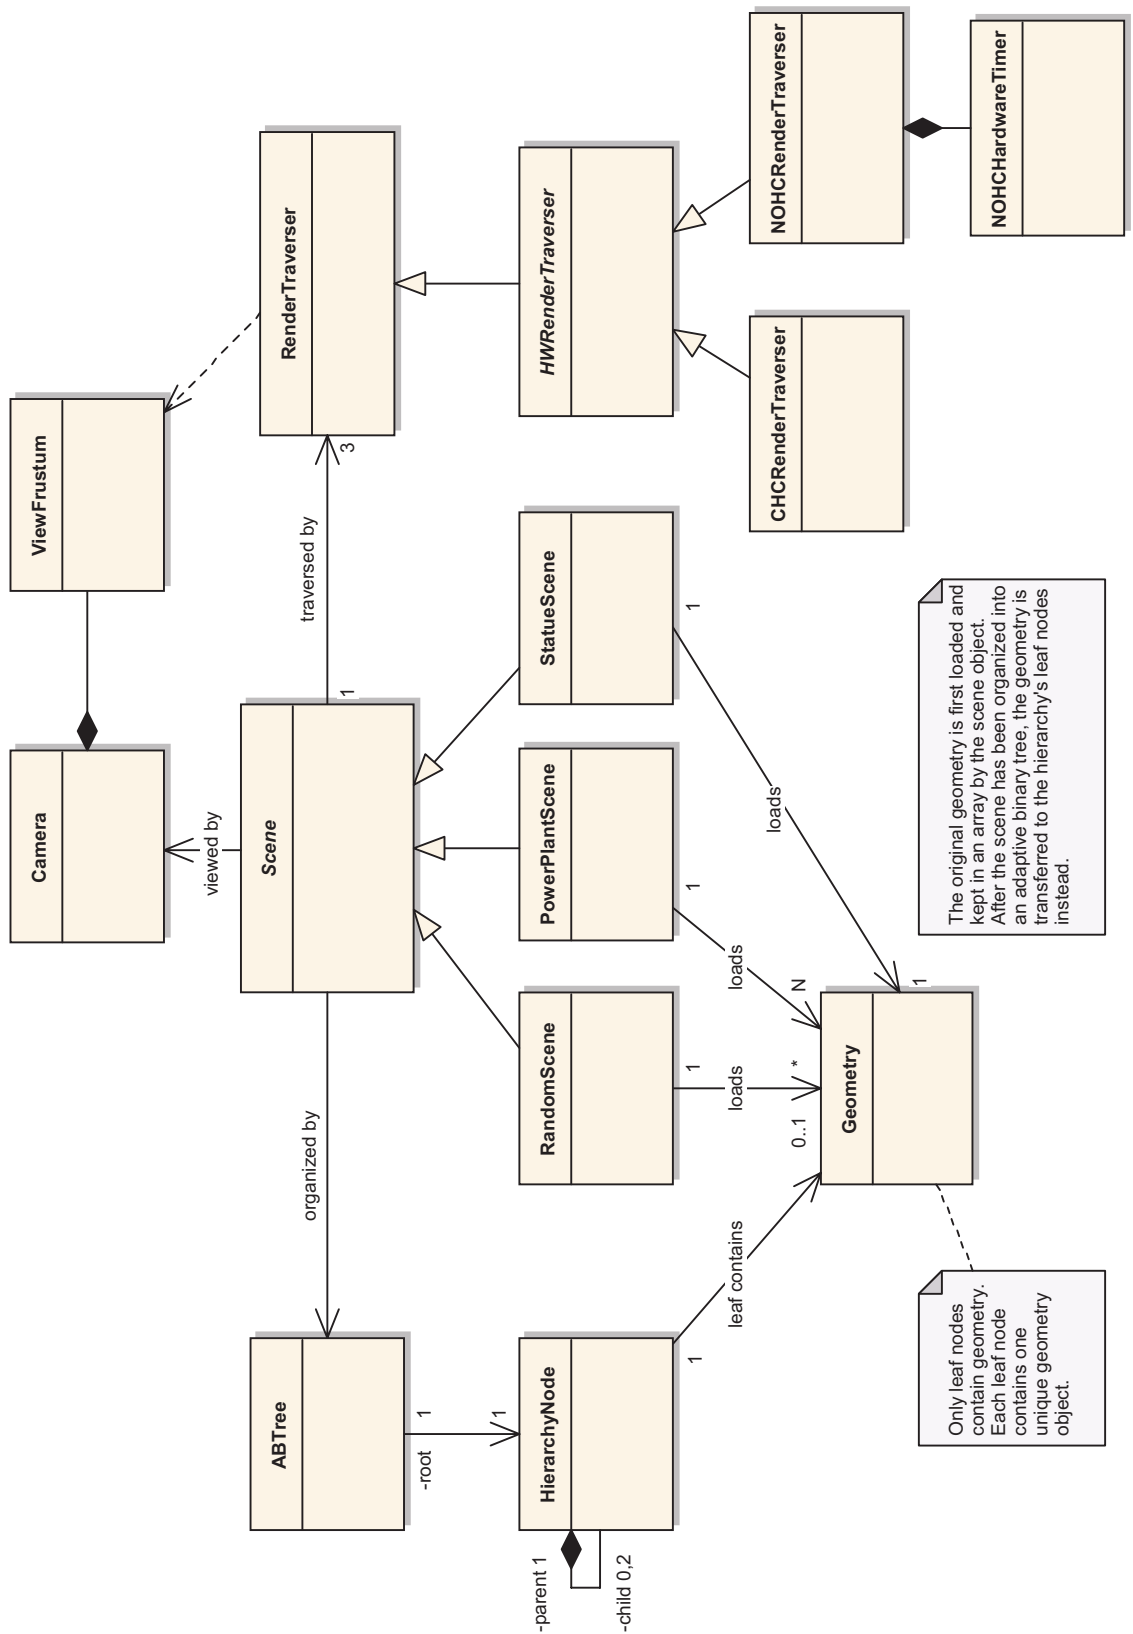 Camera
ViewFrustum
viewed by
ABTree
organized by
Scene
1
traversed by
3
RenderTraverser
-root
1
1
-parent 1
-child 0,2
HierarchyNode
RandomScene
PowerPlantScene
StatueScene
HWRenderTraverser
1
leaf contains
0..1
1
loads
*
1
loads
N
1
loads
1
Geometry
CHCRenderTraverser
NOHCRenderTraverser
NOHCHardwareTimer
Only leaf nodes
contain geometry.
Each leaf node
contains one
unique geometry
object.
The original geometry is first loaded and
kept in an array by the scene object.
After the scene has been organized into
an adaptive binary tree, the geometry is
transferred to the hierarchy's leaf nodes
instead.